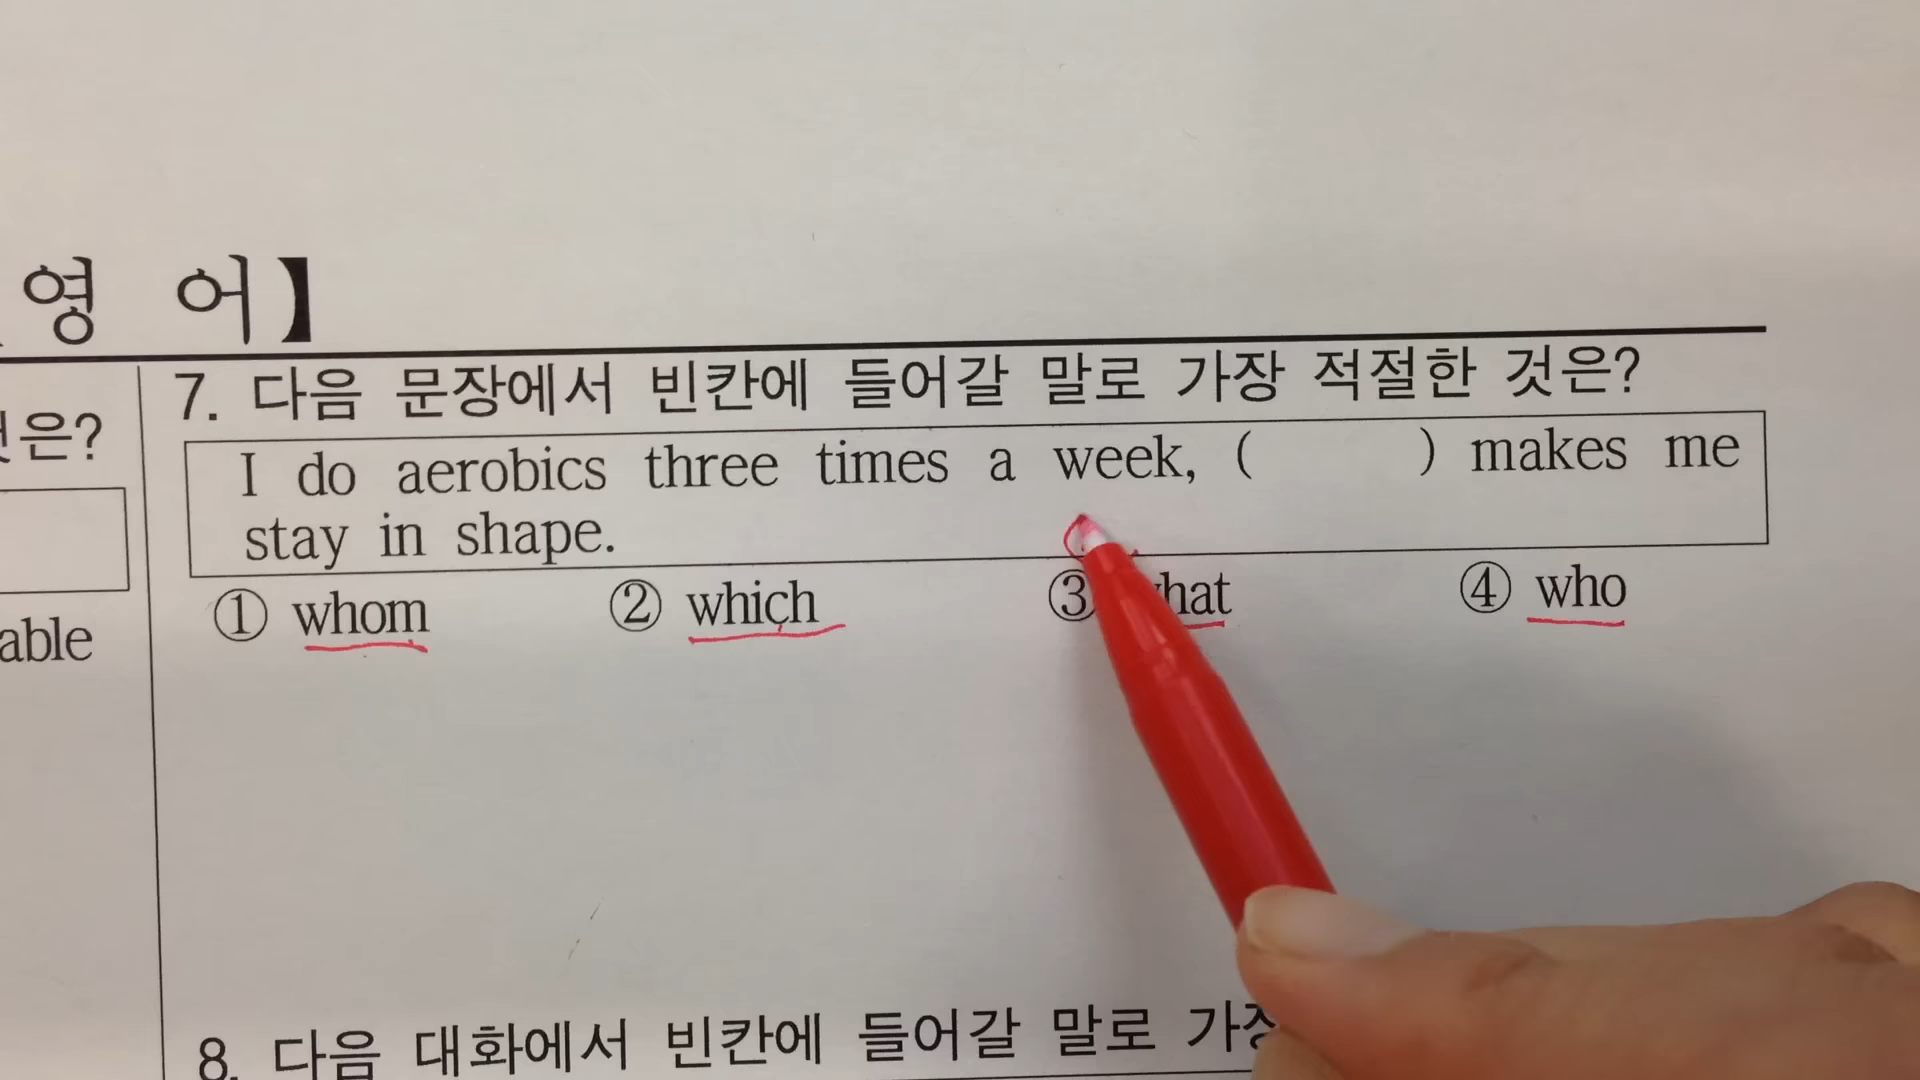 영 어】
은?
able
7. 다음 문장에서 빈칸에 들어갈 말로 가장 적절한 것은?
I do aerobics three times a week, ( ) makes me
stay in shape.
① whom ② which ③ hat ④ who
8. 다음 대화에서 빈칸에 들어갈 말로